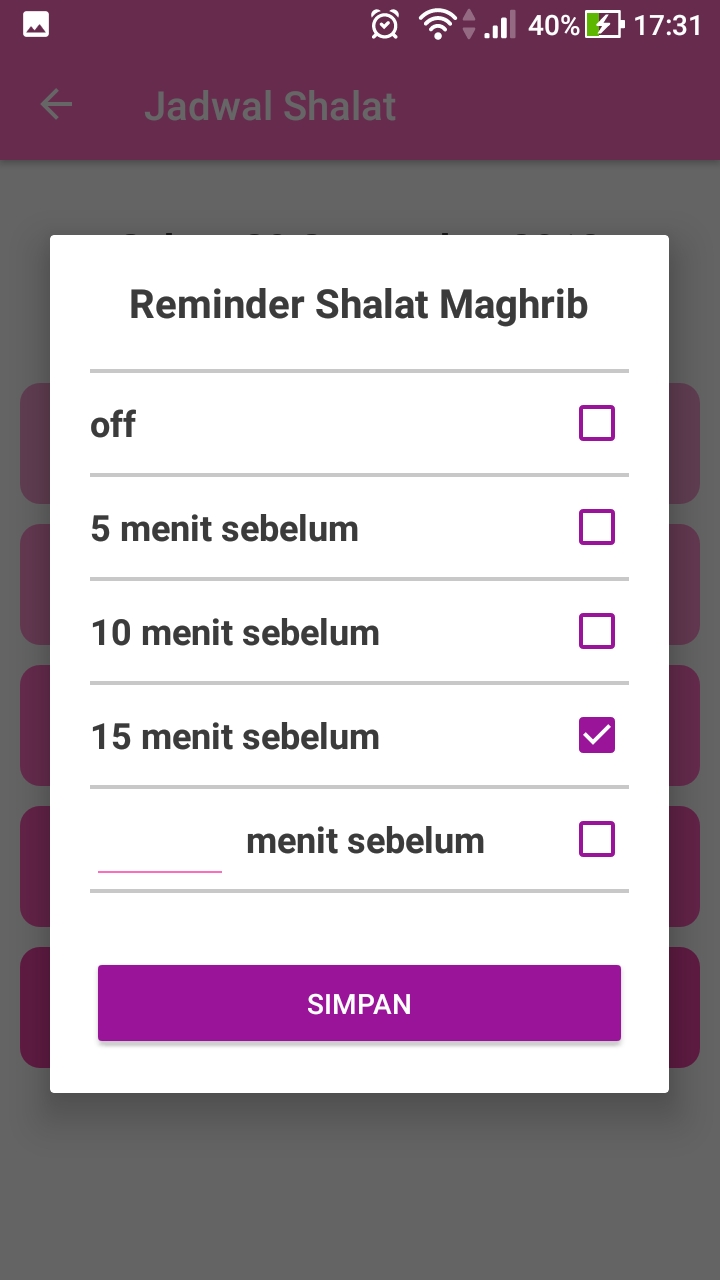 40% 17:31
Jadwal Shalat
Reminder Shalat Maghrib
off
5 menit sebelum
10 menit sebelum
15 menit sebelum
menit sebelum
SIMPAN